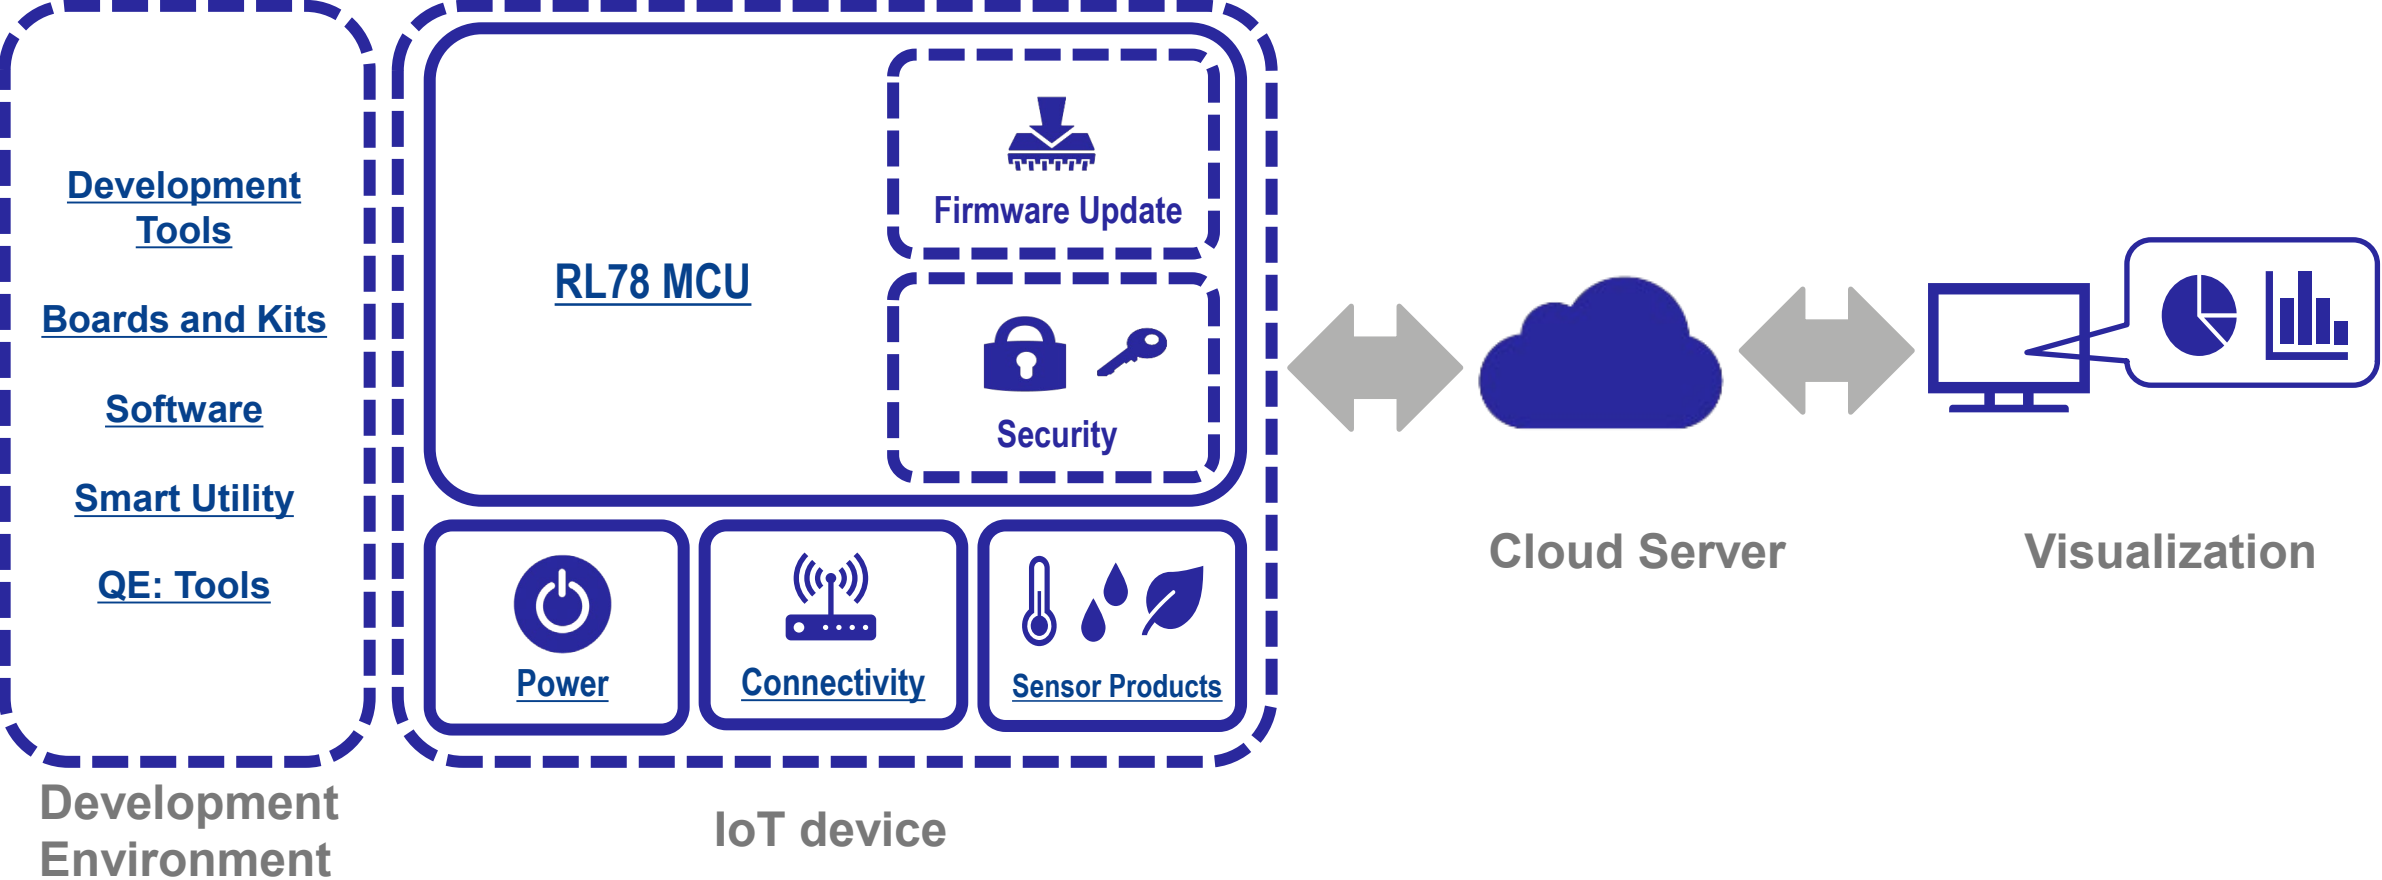 Development
Tools
Boards and Kits
Software
Smart Utility
QE: Tools
Development
Environment
RL78 MCU
Firmware Update
Security
Power
Connectivity
Sensor Products
IoT device
Cloud Server
Visualization